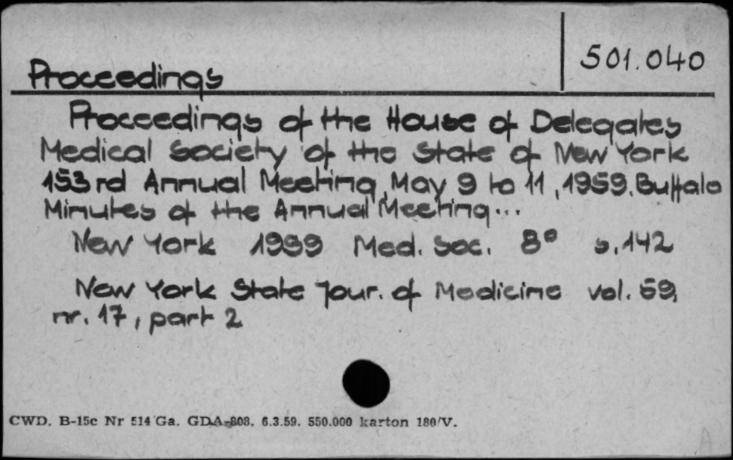 501.040
Proceedings
Proceedings of the House of Delegates
Medical Society of the State of New York
153rd Annual Meeting, May 9 to 11, 1959, Buffalo
Minutes of the Annual Meeting...
New York 1959 Med. Soc. 8° s. 142
New York State Jour. of Medicine vol. 59,
nr. 17, part 2
CWD. B-15c Nr 514 Ga. GDA-808. 6.3.59. 550.000 karton 180/V.
A